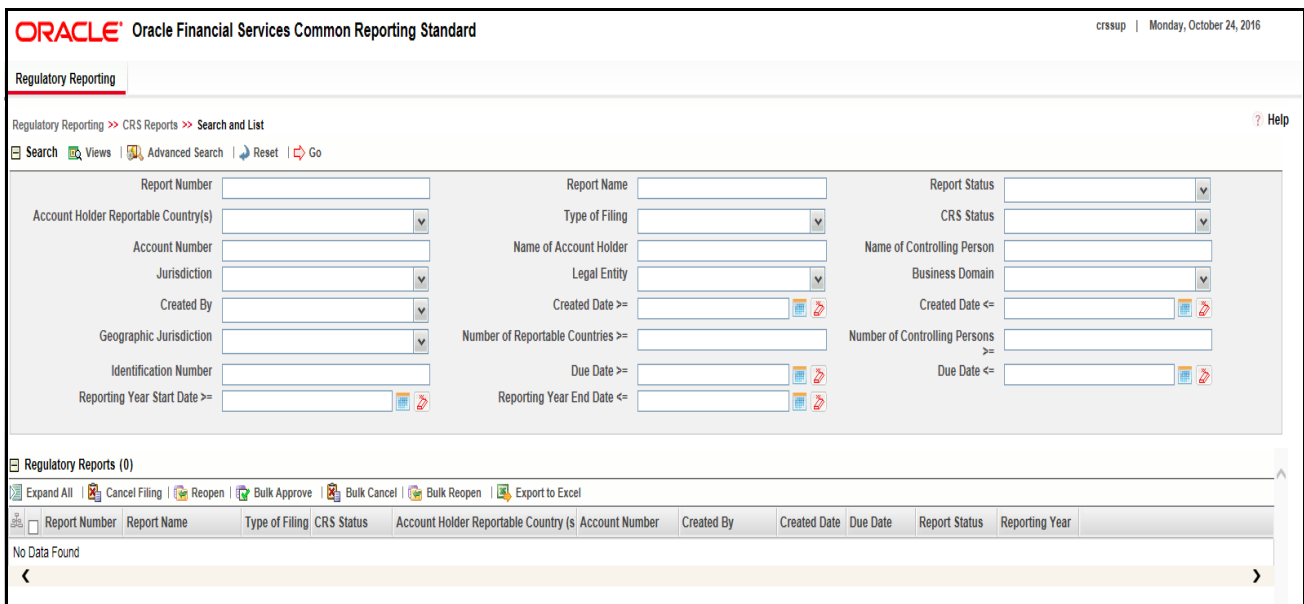 ORACLE® Oracle Financial Services Common Reporting Standard
crssup | Monday, October 24, 2016
Regulatory Reporting
Regulatory Reporting >> CRS Reports >> Search and List
? Help
Search Views | Advanced Search | Reset | Go
Report Number Report Name Report Status
Account Holder Reportable Country(s) Type of Filing CRS Status
Account Number Name of Account Holder Name of Controlling Person
Jurisdiction Legal Entity Business Domain
Created By Created Date >= Created Date <=
Geographic Jurisdiction Number of Reportable Countries >= Number of Controlling Persons
>=
Identification Number Due Date >= Due Date <=
Reporting Year Start Date >= Reporting Year End Date <=
Regulatory Reports (0)
Expand All | Cancel Filing | Reopen | Bulk Approve | Bulk Cancel | Bulk Reopen | Export to Excel
Report Number Report Name Type of Filing CRS Status Account Holder Reportable Country (s Account Number Created By Created Date Due Date Report Status Reporting Year
No Data Found